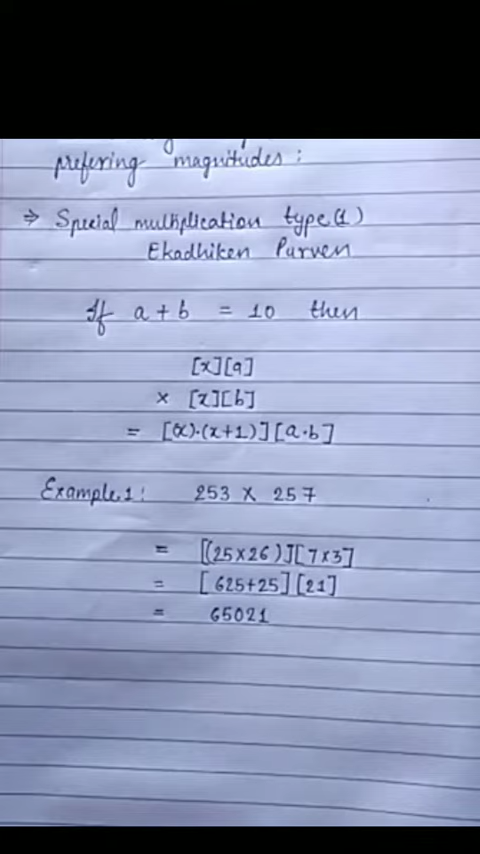 prefering magnitudes:
⇒ Special multiplication type(1)
Ekadhiken Purven
If a + b = 10 then
[x][a]
× [x][b]
= [(x)·(x+1)][a·b]
Example.1: 253 × 257
= [(25×26)][7×3]
= [625+25][21]
= 65021